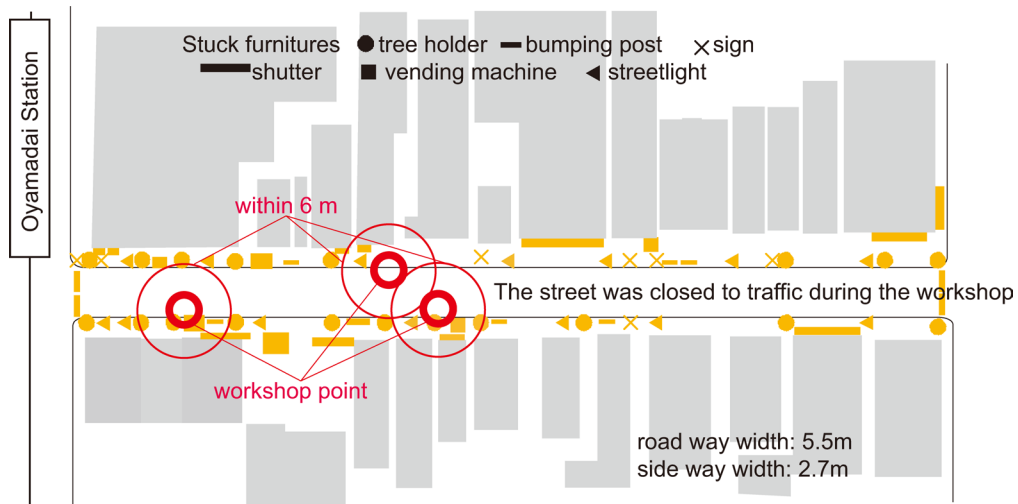 Oyamadai Station
Stuck furnitures tree holder bumping post sign
shutter vending machine streetlight
within 6 m
The street was closed to traffic during the workshop
workshop point
road way width: 5.5m
side way width: 2.7m